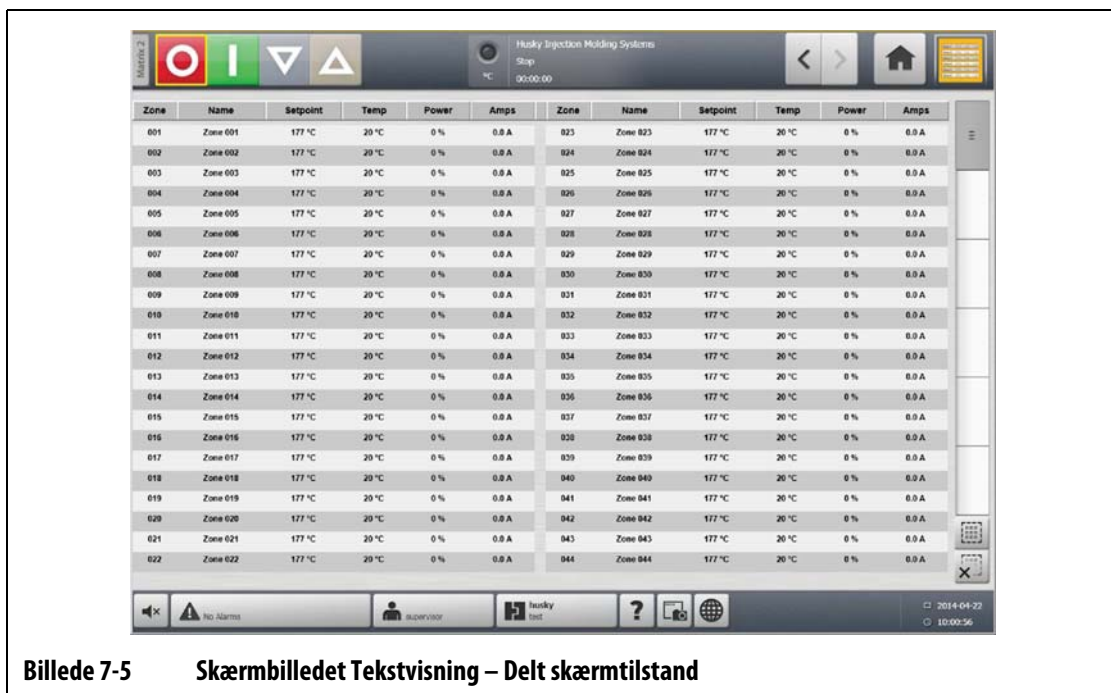 Matrix 2
Husky Injection Molding Systems
Stop
°C 00:00:00
Zone Name Setpoint Temp Power Amps Zone Name Setpoint Temp Power Amps
001 Zone 001 177 °C 20 °C 0 % 0.0 A 023 Zone 023 177 °C 20 °C 0 % 0.0 A
002 Zone 002 177 °C 20 °C 0 % 0.0 A 024 Zone 024 177 °C 20 °C 0 % 0.0 A
003 Zone 003 177 °C 20 °C 0 % 0.0 A 025 Zone 025 177 °C 20 °C 0 % 0.0 A
004 Zone 004 177 °C 20 °C 0 % 0.0 A 026 Zone 026 177 °C 20 °C 0 % 0.0 A
005 Zone 005 177 °C 20 °C 0 % 0.0 A 027 Zone 027 177 °C 20 °C 0 % 0.0 A
006 Zone 006 177 °C 20 °C 0 % 0.0 A 028 Zone 028 177 °C 20 °C 0 % 0.0 A
007 Zone 007 177 °C 20 °C 0 % 0.0 A 029 Zone 029 177 °C 20 °C 0 % 0.0 A
008 Zone 008 177 °C 20 °C 0 % 0.0 A 030 Zone 030 177 °C 20 °C 0 % 0.0 A
009 Zone 009 177 °C 20 °C 0 % 0.0 A 031 Zone 031 177 °C 20 °C 0 % 0.0 A
010 Zone 010 177 °C 20 °C 0 % 0.0 A 032 Zone 032 177 °C 20 °C 0 % 0.0 A
011 Zone 011 177 °C 20 °C 0 % 0.0 A 033 Zone 033 177 °C 20 °C 0 % 0.0 A
012 Zone 012 177 °C 20 °C 0 % 0.0 A 034 Zone 034 177 °C 20 °C 0 % 0.0 A
013 Zone 013 177 °C 20 °C 0 % 0.0 A 035 Zone 035 177 °C 20 °C 0 % 0.0 A
014 Zone 014 177 °C 20 °C 0 % 0.0 A 036 Zone 036 177 °C 20 °C 0 % 0.0 A
015 Zone 015 177 °C 20 °C 0 % 0.0 A 037 Zone 037 177 °C 20 °C 0 % 0.0 A
016 Zone 016 177 °C 20 °C 0 % 0.0 A 038 Zone 038 177 °C 20 °C 0 % 0.0 A
017 Zone 017 177 °C 20 °C 0 % 0.0 A 039 Zone 039 177 °C 20 °C 0 % 0.0 A
018 Zone 018 177 °C 20 °C 0 % 0.0 A 040 Zone 040 177 °C 20 °C 0 % 0.0 A
019 Zone 019 177 °C 20 °C 0 % 0.0 A 041 Zone 041 177 °C 20 °C 0 % 0.0 A
020 Zone 020 177 °C 20 °C 0 % 0.0 A 042 Zone 042 177 °C 20 °C 0 % 0.0 A
021 Zone 021 177 °C 20 °C 0 % 0.0 A 043 Zone 043 177 °C 20 °C 0 % 0.0 A
022 Zone 022 177 °C 20 °C 0 % 0.0 A 044 Zone 044 177 °C 20 °C 0 % 0.0 A
No Alarms
supervisor
husky
test
?
2014-04-22
10:00:56
Billede 7-5 Skærmbilledet Tekstvisning – Delt skærmtilstand